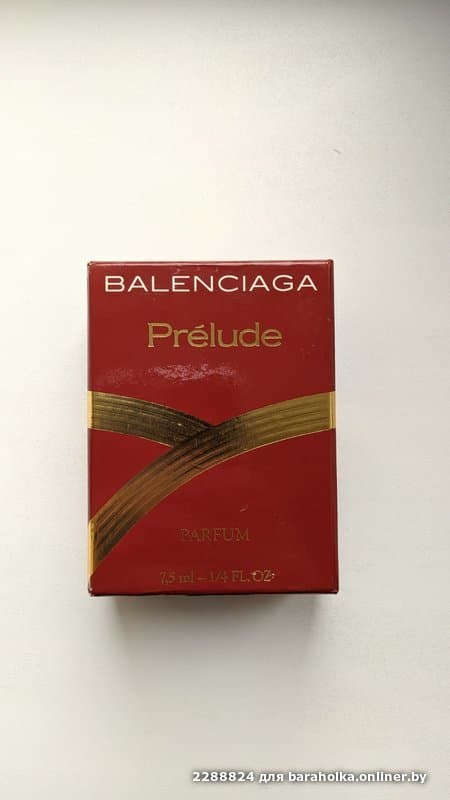 BALENCIAGA
Prélude
PARFUM
7,5 ml – 1/4 FL. OZ
2288824 для baraholka.onliner.by